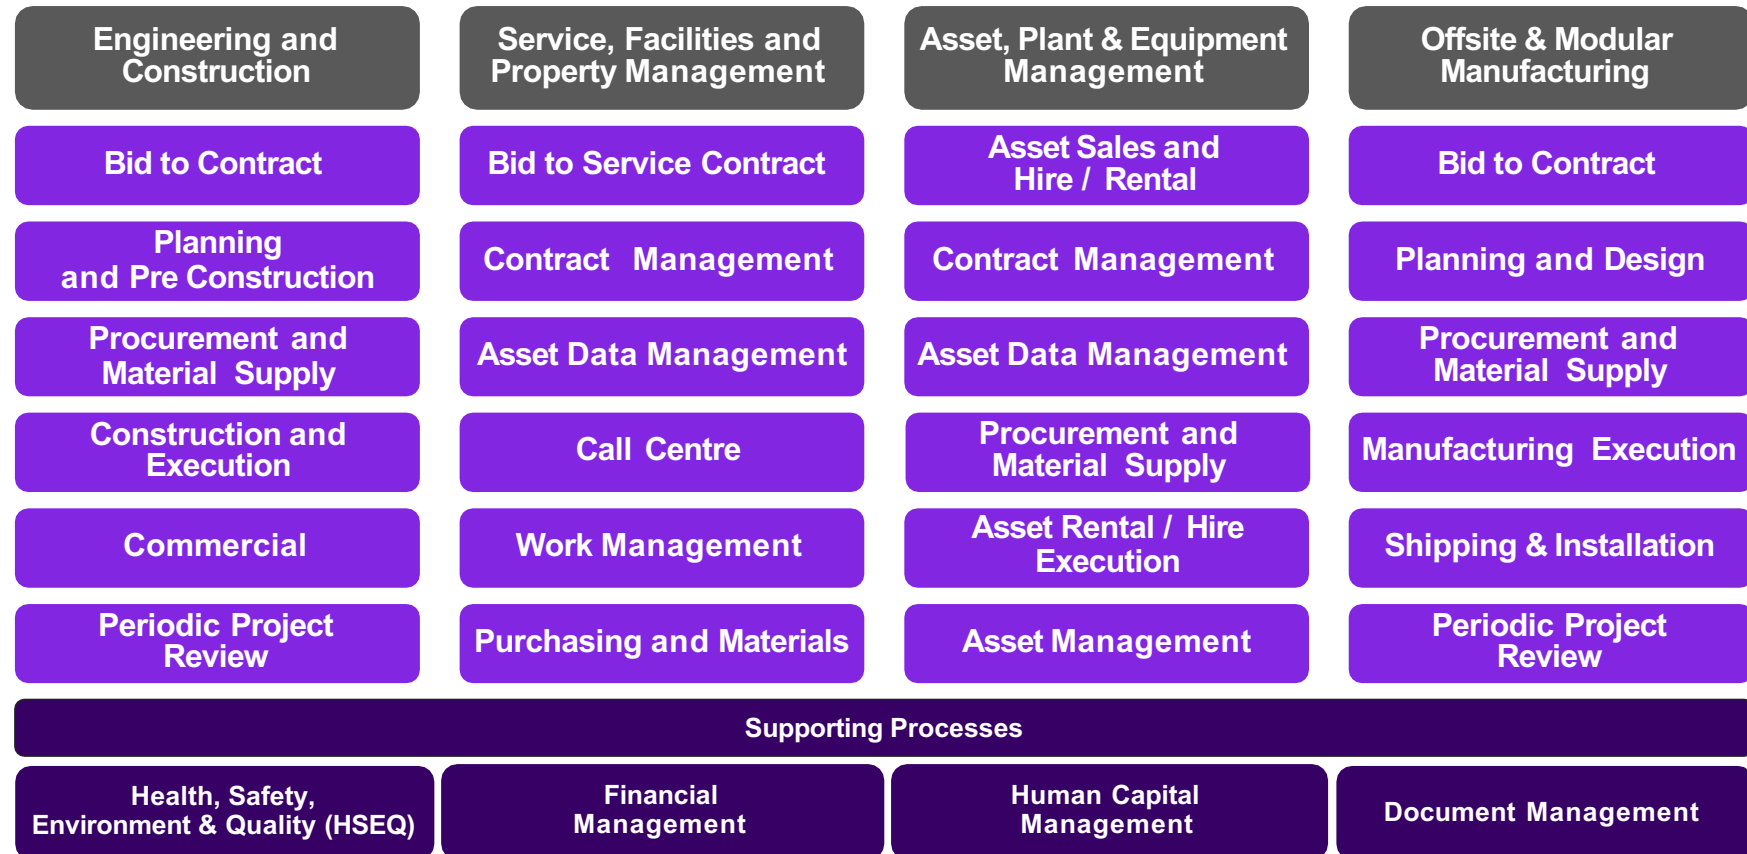 Engineering and
Construction
Service, Facilities and
Property Management
Asset, Plant & Equipment
Management
Offsite & Modular
Manufacturing
Bid to Contract
Bid to Service Contract
Asset Sales and
Hire / Rental
Bid to Contract
Planning
and Pre Construction
Contract Management
Contract Management
Planning and Design
Procurement and
Material Supply
Asset Data Management
Asset Data Management
Procurement and
Material Supply
Construction and
Execution
Call Centre
Procurement and
Material Supply
Manufacturing Execution
Commercial
Work Management
Asset Rental / Hire
Execution
Shipping & Installation
Periodic Project
Review
Purchasing and Materials
Asset Management
Periodic Project
Review
Supporting Processes
Health, Safety,
Environment & Quality (HSEQ)
Financial
Management
Human Capital
Management
Document Management